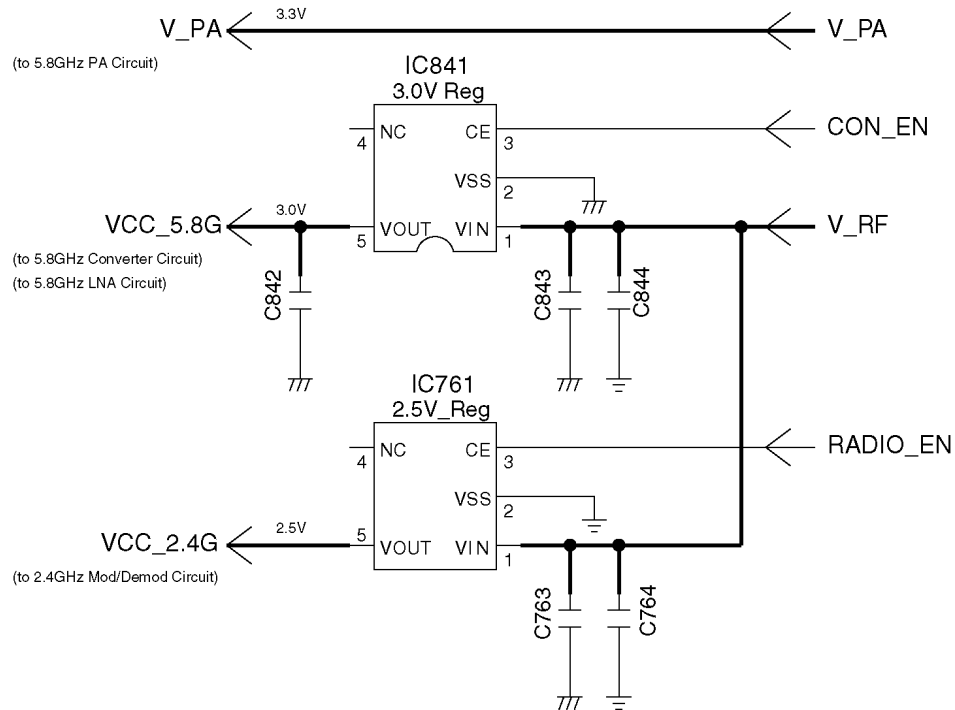 V_PA
3.3V
V_PA
(to 5.8GHz PA Circuit)
IC841
3.0V Reg
NC
4
CE
3
CON_EN
VSS
2
VCC_5.8G
3.0V
VOUT
5
VIN
1
V_RF
(to 5.8GHz Converter Circuit)
(to 5.8GHz LNA Circuit)
C842
C843
C844
IC761
2.5V_Reg
NC
4
CE
3
RADIO_EN
VSS
2
VCC_2.4G
2.5V
5
VOUT
VIN
1
(to 2.4GHz Mod/Demod Circuit)
C763
C764